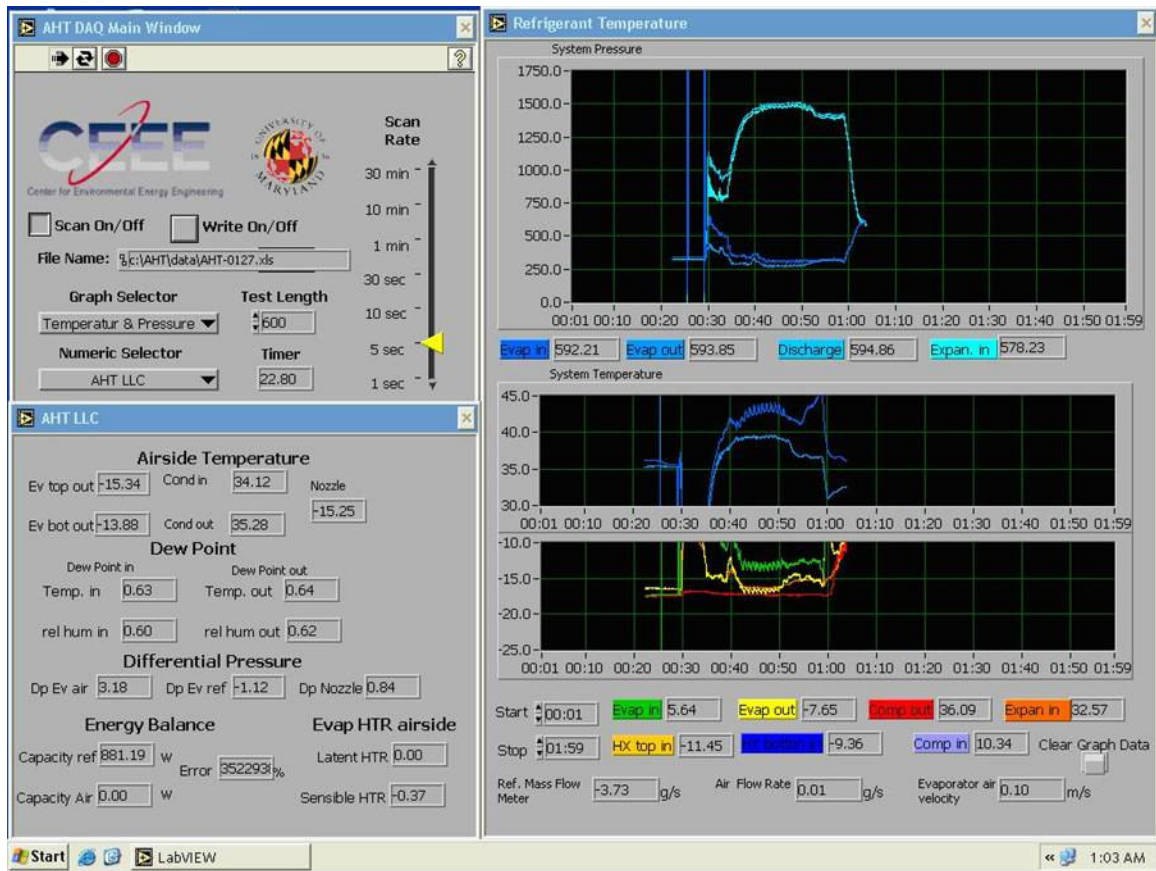 AHT DAQ Main Window
CEEE
Center for Environmental Energy Engineering
UNIVERSITY OF
MARYLAND
18 56
Scan
Rate
30 min
10 min
1 min
30 sec
10 sec
5 sec
1 sec
Scan On/Off Write On/Off
File Name: c:\AHT\data\AHT-0127.xls
Graph Selector Test Length
Temperatur & Pressure 600
Numeric Selector Timer
AHT LLC 22.80
AHT LLC
Airside Temperature
Ev top out -15.34 Cond in 34.12 Nozzle
-15.25
Ev bot out -13.88 Cond out 35.28
Dew Point
Dew Point in Dew Point out
Temp. in 0.63 Temp. out 0.64
rel hum in 0.60 rel hum out 0.62
Differential Pressure
Dp Ev air 3.18 Dp Ev ref -1.12 Dp Nozzle 0.84
Energy Balance Evap HTR airside
Capacity ref 881.19 W Error % Latent HTR 0.00
Capacity Air 0.00 W Sensible HTR -0.37
Refrigerant Temperature
System Pressure
1750.0
1500.0
1250.0
1000.0
750.0
500.0
250.0
0.0
00:01 00:10 00:20 00:30 00:40 00:50 01:00 01:10 01:20 01:30 01:40 01:50 01:59
Evap in 592.21 Evap out 593.85 Discharge 594.86 Expan. in 578.23
System Temperature
45.0
40.0
35.0
30.0
00:01 00:10 00:20 00:30 00:40 00:50 01:00 01:10 01:20 01:30 01:40 01:50 01:59
-10.0
-15.0
-20.0
-25.0
00:01 00:10 00:20 00:30 00:40 00:50 01:00 01:10 01:20 01:30 01:40 01:50 01:59
Start 00:01 Evap in 5.64 Evap out -7.65 Comp out 36.09 Expan in 32.57
Stop 01:59 HX top in -11.45 HX bottom in -9.36 Comp in 10.34 Clear Graph Data
Ref. Mass Flow Meter -3.73 g/s Air Flow Rate 0.01 g/s Evaporator air velocity 0.10 m/s
Start LabVIEW 1:03 AM